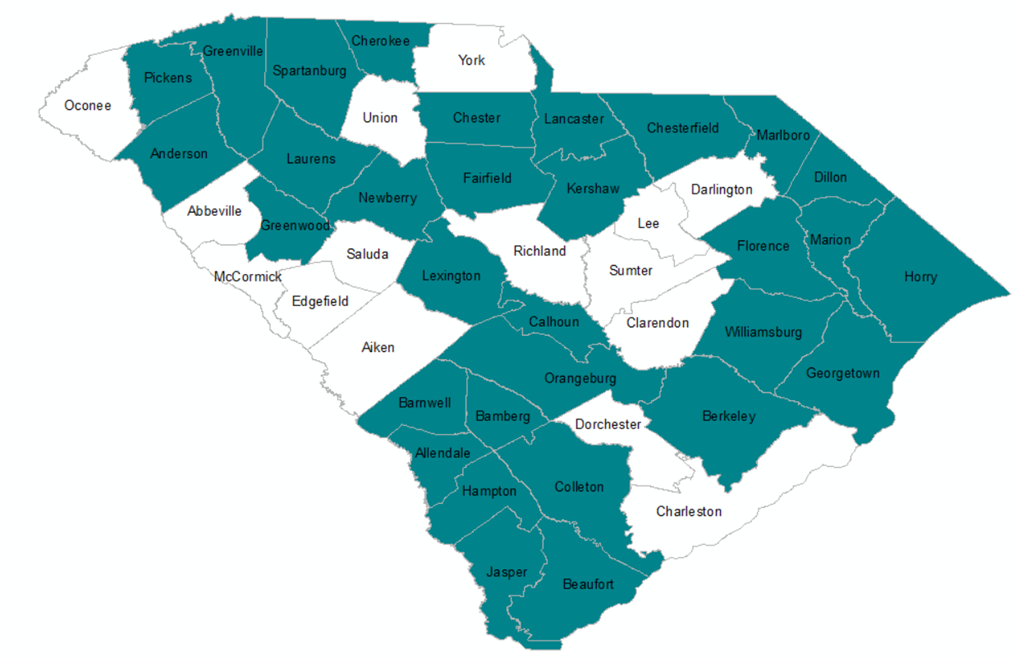 Cherokee
Greenville
York
Spartanburg
Pickens
Oconee
Union
Chester
Lancaster
Chesterfield
Marlboro
Anderson
Laurens
Fairfield
Kershaw
Dillon
Darlington
Newberry
Abbeville
Greenwood
Lee
Marion
Florence
Richland
Saluda
Sumter
Lexington
McCormick
Horry
Edgefield
Calhoun
Clarendon
Williamsburg
Aiken
Georgetown
Orangeburg
Barnwell
Bamberg
Berkeley
Dorchester
Allendale
Hampton
Colleton
Charleston
Jasper
Beaufort